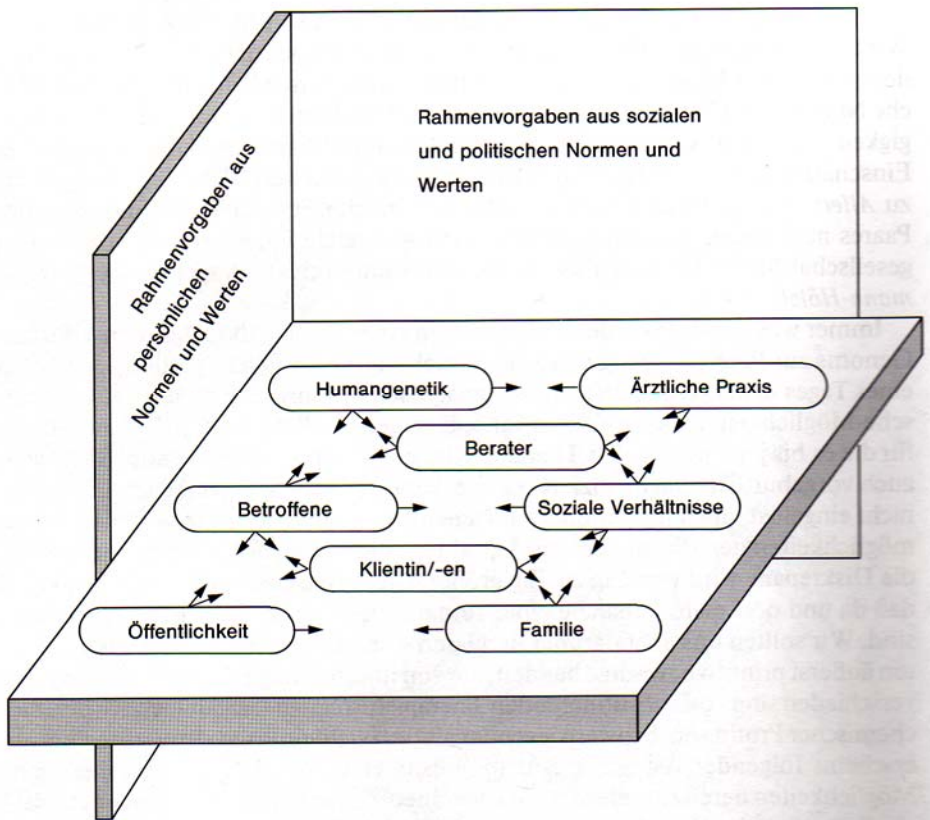 Rahmenvorgaben aus sozialen
und politischen Normen und
Werten
Rahmenvorgaben aus
persönlichen
Normen und Werten
Humangenetik
Ärztliche Praxis
Berater
Betroffene
Soziale Verhältnisse
Klientin/-en
Öffentlichkeit
Familie